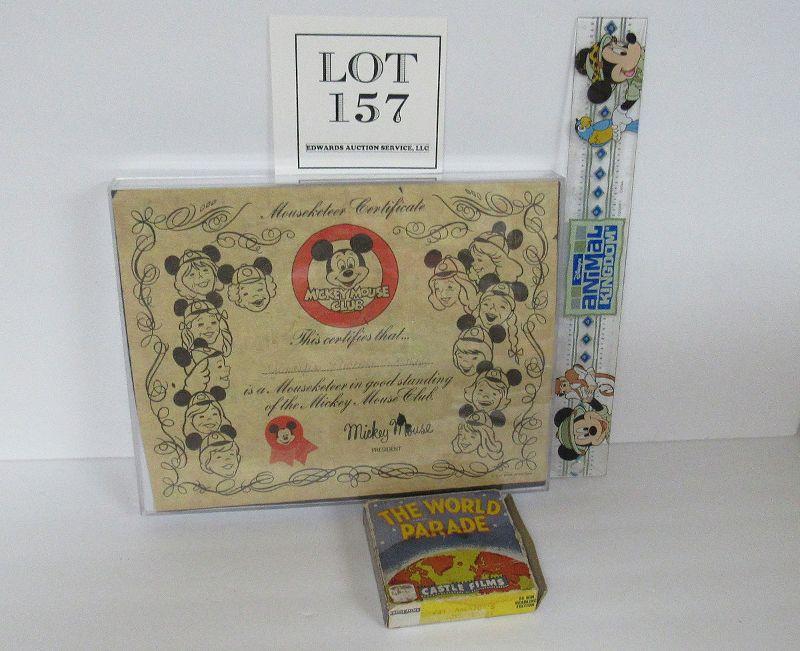 LOT
157
EDWARDS AUCTION SERVICE, LLC
Mouseketeer Certificate
MICKEY MOUSE
CLUB
This certifies that...
is a Mouseketeer in good standing
of the Mickey Mouse Club.
Mickey Mouse
PRESIDENT
Disney's
ANIMAL
KINGDOM
THE WORLD
PARADE
CASTLE FILMS